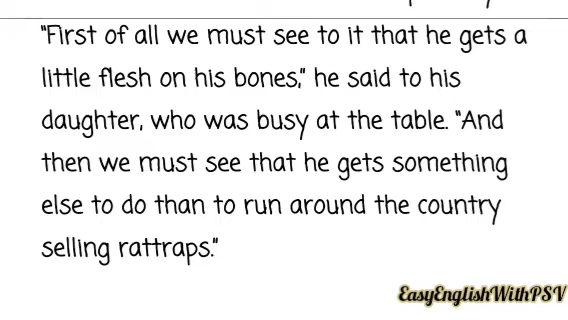 "First of all we must see to it that he gets a
little flesh on his bones," he said to his
daughter, who was busy at the table. "And
then we must see that he gets something
else to do than to run around the country
selling rattraps."
EasyEnglishWithPSV